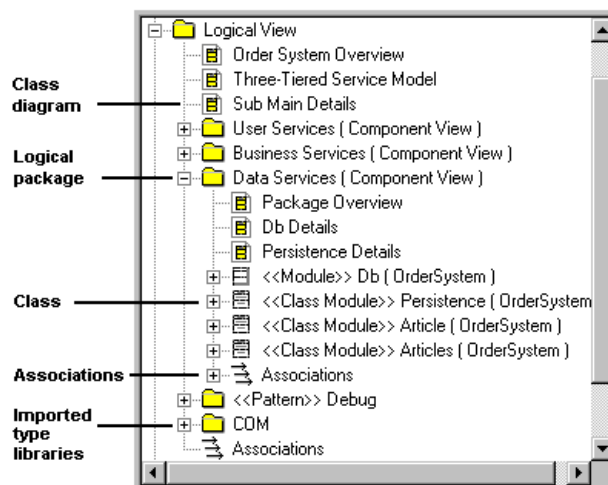 Logical View
Order System Overview
Three-Tiered Service Model
Class
diagram
Sub Main Details
User Services ( Component View )
Business Services ( Component View )
Logical
package
Data Services ( Component View )
Package Overview
Db Details
Persistence Details
<<Module>> Db ( OrderSystem )
Class
<<Class Module>> Persistence ( OrderSystem
<<Class Module>> Article ( OrderSystem )
<<Class Module>> Articles ( OrderSystem )
Associations
Associations
<<Pattern>> Debug
Imported
type
libraries
COM
Associations